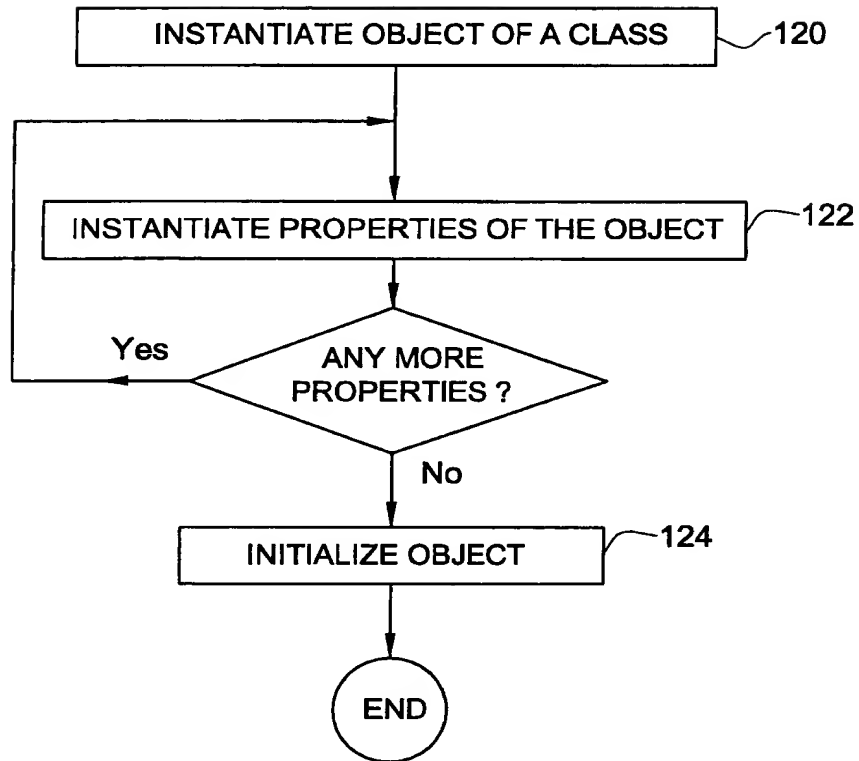 INSTANTIATE OBJECT OF A CLASS
120
INSTANTIATE PROPERTIES OF THE OBJECT
122
Yes
ANY MORE
PROPERTIES ?
No
INITIALIZE OBJECT
124
END